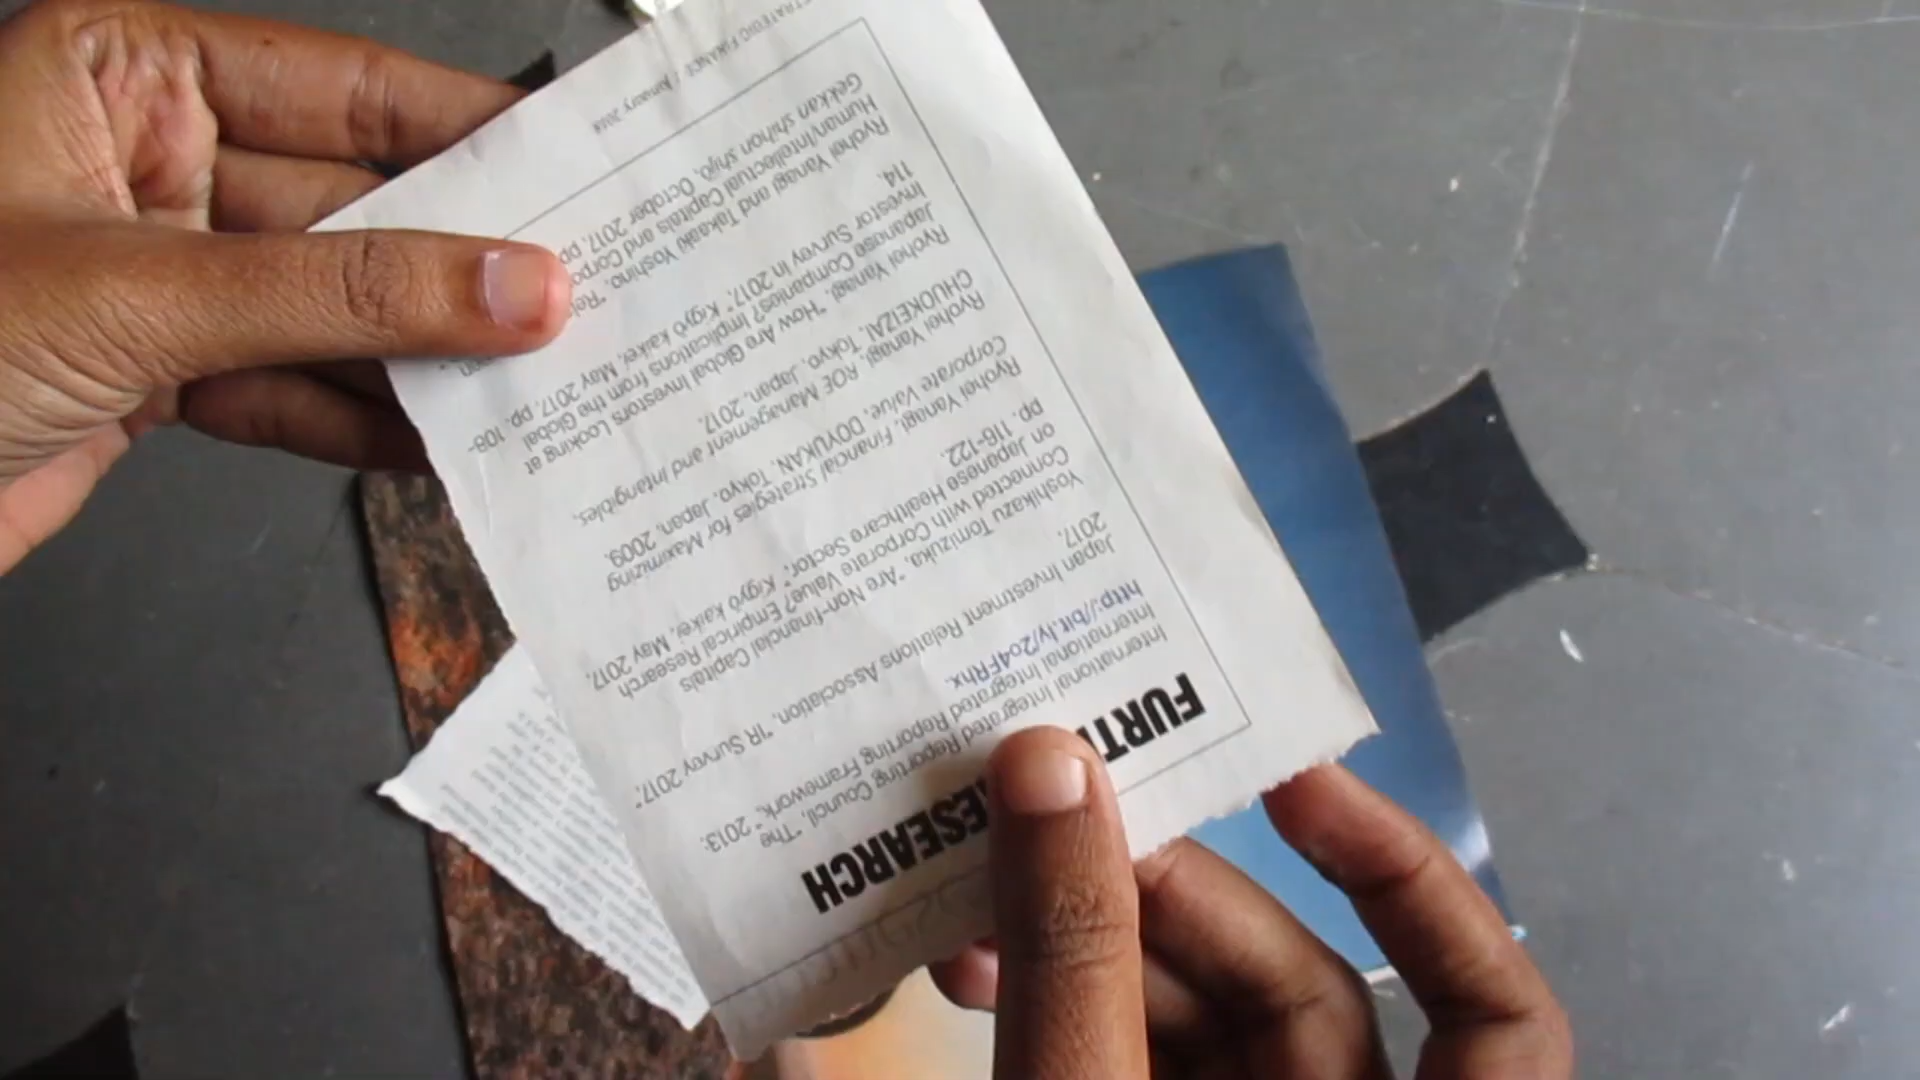 FURT RESEARCH
International Integrated Reporting Council, "The
International Integrated Reporting Framework," 2013.
http://bit.ly/2o4FRhx.
Japan Investment Relations Association, "IR Survey 2017,"
2017.
Yoshikazu Tomizuka, "Are Non-financial Capitals
Connected with Corporate Value? Empirical Research
on Japanese Healthcare Sector," Kigyō kaikei, May 2017,
pp. 116-122.
Ryohei Yanagi, Financial Strategies for Maximizing
Corporate Value, DOYUKAN, Tokyo, Japan, 2009.
Ryohei Yanagi, ROE Management and Intangibles,
CHUOKEIZAI, Tokyo, Japan, 2017.
Ryohei Yanagi, "How Are Global Investors Looking at
Japanese Companies? Implications from the Global
Investor Survey in 2017," Kigyō kaikei, May 2017, pp. 108-
114.
Ryohei Yanagi and Takaaki Yoshino, "Rel
Human/Intellectual Capitals and Corpo
Gekkan shihon shijō, October 2017, pp
STRATEGIC FINANCE / January 2018